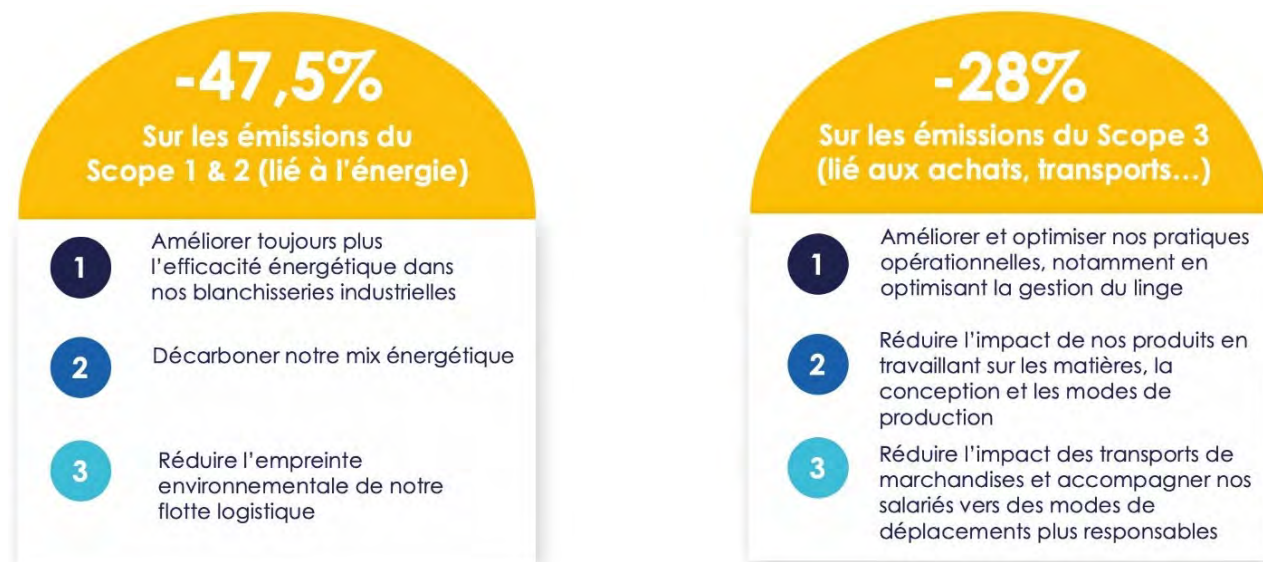 -47,5%
Sur les émissions du
Scope 1 & 2 (lié à l'énergie)
1
Améliorer toujours plus
l'efficacité énergétique dans
nos blanchisseries industrielles
2
Décarboner notre mix énergétique
3
Réduire l'empreinte
environnementale de notre
flotte logistique
-28%
Sur les émissions du Scope 3
(lié aux achats, transports...)
1
Améliorer et optimiser nos pratiques
opérationnelles, notamment en
optimisant la gestion du linge
2
Réduire l'impact de nos produits en
travaillant sur les matières, la
conception et les modes de
production
3
Réduire l'impact des transports de
marchandises et accompagner nos
salariés vers des modes de
déplacements plus responsables